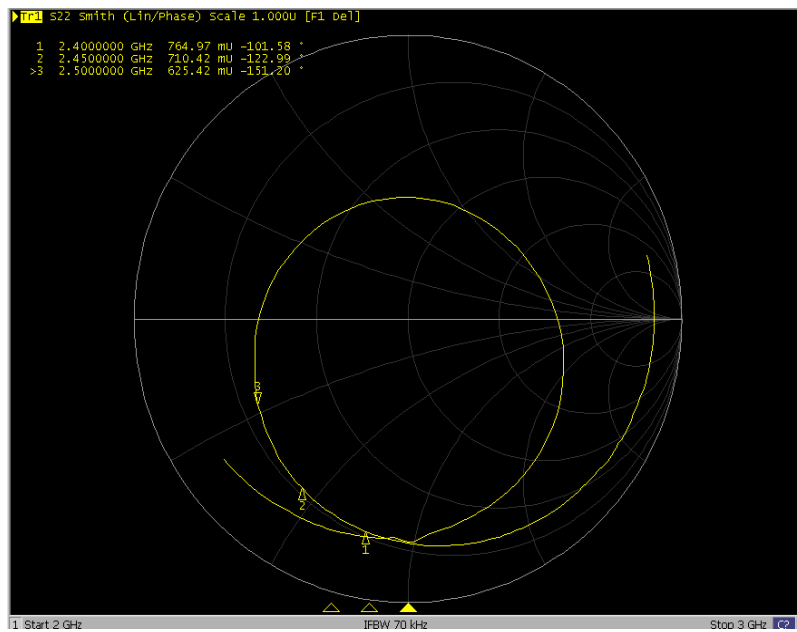 Tr1 S22 Smith (Lin/Phase) Scale 1.000U [F1 Del]
1 2.4000000 GHz 764.97 mU -101.58 °
2 2.4500000 GHz 710.42 mU -122.99 °
>3 2.5000000 GHz 625.42 mU -151.20 °
3
2
1
1 Start 2 GHz IFBW 70 kHz Stop 3 GHz C?